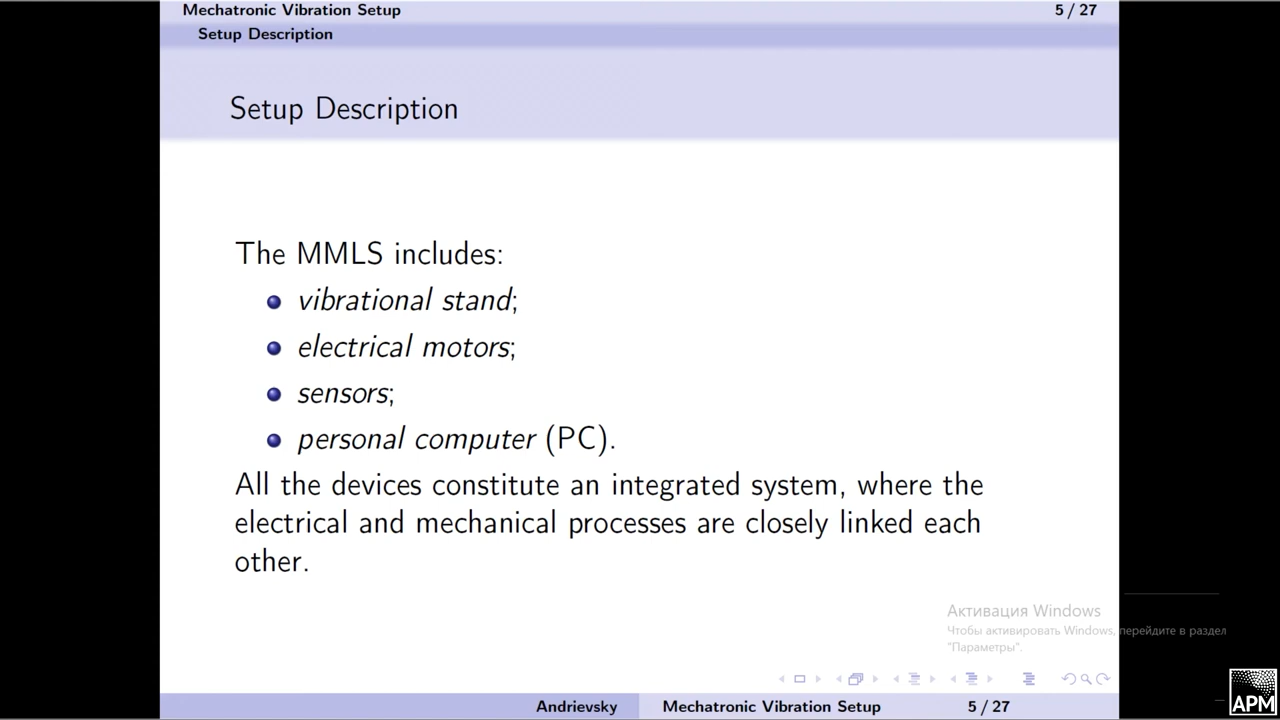 Mechatronic Vibration Setup 5 / 27
Setup Description
Setup Description
The MMLS includes:
vibrational stand;
electrical motors;
sensors;
personal computer (PC).
All the devices constitute an integrated system, where the
electrical and mechanical processes are closely linked each
other.
Активация Windows
Чтобы активировать Windows, перейдите в раздел
"Параметры".
Andrievsky Mechatronic Vibration Setup 5 / 27
APM